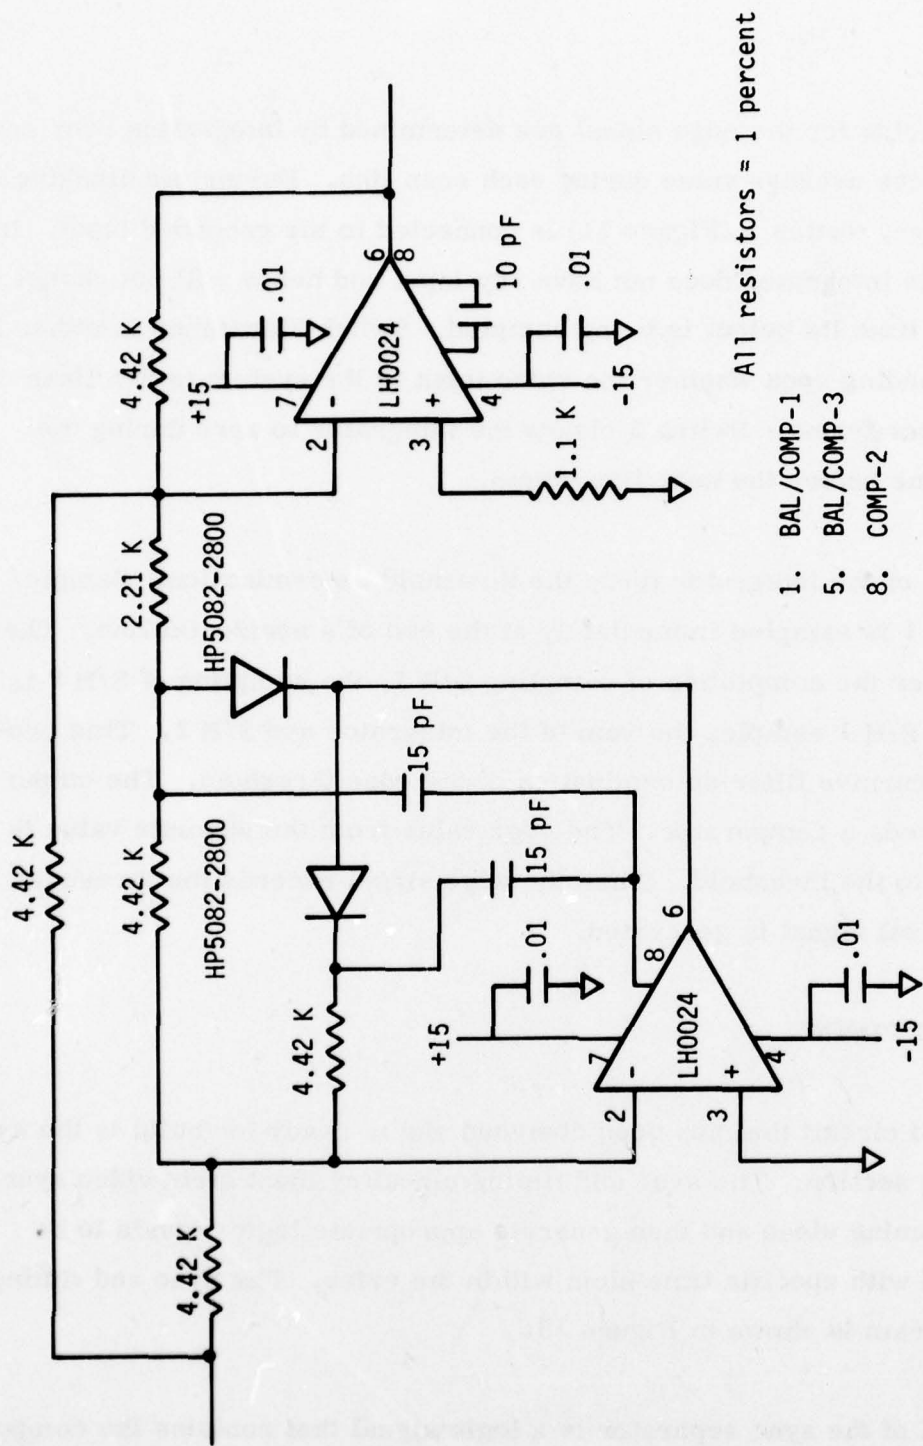 4.42 K
4.42 K
2.21 K
4.42 K
4.42 K
HP5082-2800
HP5082-2800
+15
.01
7
6
8
2
-
LH0024
3
+
4
10 pF
1.1 K
.01
-15
4.42 K
15 pF
15 pF
+15
.01
7
8
6
2
-
LH0024
3
+
4
.01
-15
All resistors = 1 percent
1. BAL/COMP-1
5. BAL/COMP-3
8. COMP-2